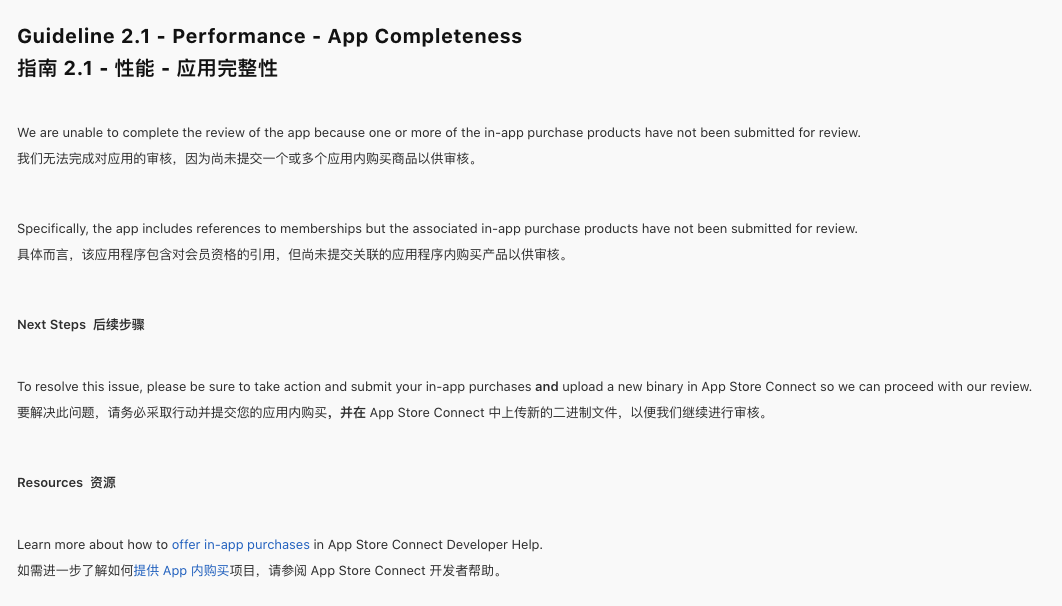 Guideline 2.1 - Performance - App Completeness
指南 2.1 - 性能 - 应用完整性
We are unable to complete the review of the app because one or more of the in-app purchase products have not been submitted for review.
我们无法完成对应用的审核，因为尚未提交一个或多个应用内购买商品以供审核。
Specifically, the app includes references to memberships but the associated in-app purchase products have not been submitted for review.
具体而言，该应用程序包含对会员资格的引用，但尚未提交关联的应用程序内购买产品以供审核。
Next Steps 后续步骤
To resolve this issue, please be sure to take action and submit your in-app purchases and upload a new binary in App Store Connect so we can proceed with our review.
要解决此问题，请务必采取行动并提交您的应用内购买，并在 App Store Connect 中上传新的二进制文件，以便我们继续进行审核。
Resources 资源
Learn more about how to offer in-app purchases in App Store Connect Developer Help.
如需进一步了解如何提供 App 内购买项目，请参阅 App Store Connect 开发者帮助。